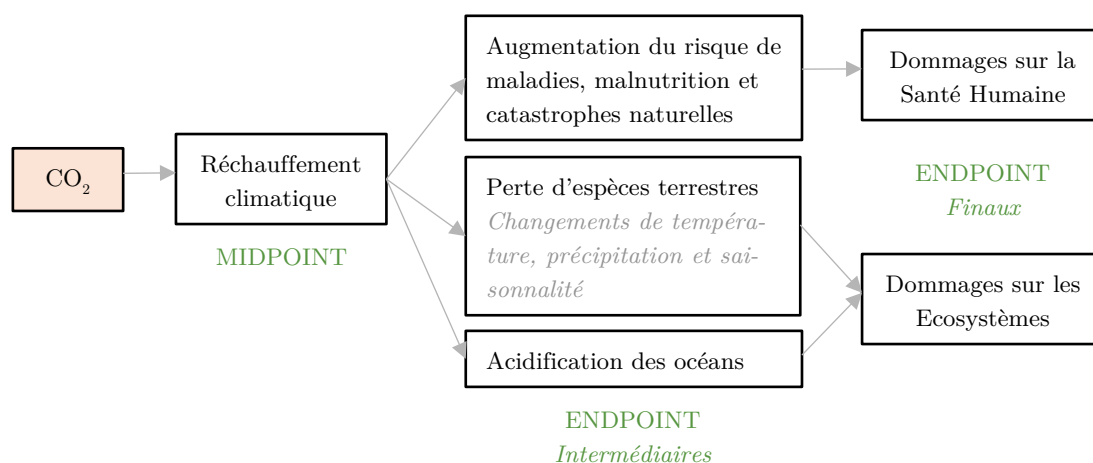 CO₂
Réchauffement
climatique
MIDPOINT
Augmentation du risque de
maladies, malnutrition et
catastrophes naturelles
Perte d'espèces terrestres
Changements de tempéra-
ture, précipitation et sai-
sonnalité
Acidification des océans
ENDPOINT
Intermédiaires
Dommages sur la
Santé Humaine
ENDPOINT
Finaux
Dommages sur les
Ecosystèmes